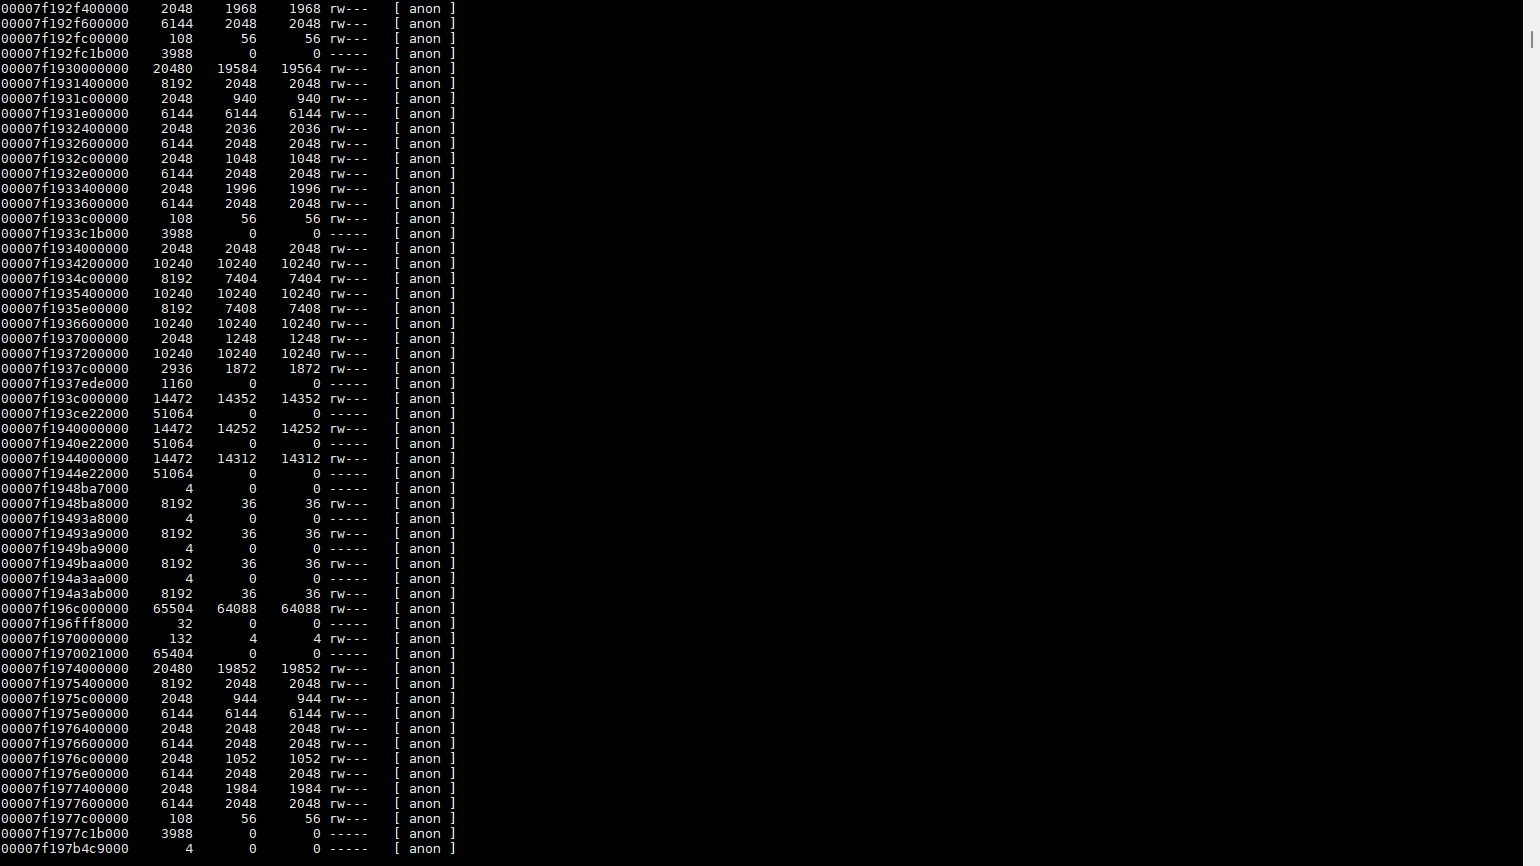 00007f192f400000    2048    1968    1968 rw---   [ anon ]
00007f192f600000    6144    2048    2048 rw---   [ anon ]
00007f192fc00000     108      56      56 rw---   [ anon ]
00007f192fc1b000    3988       0       0 -----   [ anon ]
00007f1930000000   20480   19584   19564 rw---   [ anon ]
00007f1931400000    8192    2048    2048 rw---   [ anon ]
00007f1931c00000    2048     940     940 rw---   [ anon ]
00007f1931e00000    6144    6144    6144 rw---   [ anon ]
00007f1932400000    2048    2036    2036 rw---   [ anon ]
00007f1932600000    6144    2048    2048 rw---   [ anon ]
00007f1932c00000    2048    1048    1048 rw---   [ anon ]
00007f1932e00000    6144    2048    2048 rw---   [ anon ]
00007f1933400000    2048    1996    1996 rw---   [ anon ]
00007f1933600000    6144    2048    2048 rw---   [ anon ]
00007f1933c00000     108      56      56 rw---   [ anon ]
00007f1933c1b000    3988       0       0 -----   [ anon ]
00007f1934000000    2048    2048    2048 rw---   [ anon ]
00007f1934200000   10240   10240   10240 rw---   [ anon ]
00007f1934c00000    8192    7404    7404 rw---   [ anon ]
00007f1935400000   10240   10240   10240 rw---   [ anon ]
00007f1935e00000    8192    7408    7408 rw---   [ anon ]
00007f1936600000   10240   10240   10240 rw---   [ anon ]
00007f1937000000    2048    1248    1248 rw---   [ anon ]
00007f1937200000   10240   10240   10240 rw---   [ anon ]
00007f1937c00000    2936    1872    1872 rw---   [ anon ]
00007f1937ede000    1160       0       0 -----   [ anon ]
00007f193c000000   14472   14352   14352 rw---   [ anon ]
00007f193ce22000   51064       0       0 -----   [ anon ]
00007f1940000000   14472   14252   14252 rw---   [ anon ]
00007f1940e22000   51064       0       0 -----   [ anon ]
00007f1944000000   14472   14312   14312 rw---   [ anon ]
00007f1944e22000   51064       0       0 -----   [ anon ]
00007f1948ba7000       4       0       0 -----   [ anon ]
00007f1948ba8000    8192      36      36 rw---   [ anon ]
00007f19493a8000       4       0       0 -----   [ anon ]
00007f19493a9000    8192      36      36 rw---   [ anon ]
00007f1949ba9000       4       0       0 -----   [ anon ]
00007f1949baa000    8192      36      36 rw---   [ anon ]
00007f194a3aa000       4       0       0 -----   [ anon ]
00007f194a3ab000    8192      36      36 rw---   [ anon ]
00007f196c000000   65504   64088   64088 rw---   [ anon ]
00007f196fff8000      32       0       0 -----   [ anon ]
00007f1970000000     132       4       4 rw---   [ anon ]
00007f1970021000   65404       0       0 -----   [ anon ]
00007f1974000000   20480   19852   19852 rw---   [ anon ]
00007f1975400000    8192    2048    2048 rw---   [ anon ]
00007f1975c00000    2048     944     944 rw---   [ anon ]
00007f1975e00000    6144    6144    6144 rw---   [ anon ]
00007f1976400000    2048    2048    2048 rw---   [ anon ]
00007f1976600000    6144    2048    2048 rw---   [ anon ]
00007f1976c00000    2048    1052    1052 rw---   [ anon ]
00007f1976e00000    6144    2048    2048 rw---   [ anon ]
00007f1977400000    2048    1984    1984 rw---   [ anon ]
00007f1977600000    6144    2048    2048 rw---   [ anon ]
00007f1977c00000     108      56      56 rw---   [ anon ]
00007f1977c1b000    3988       0       0 -----   [ anon ]
00007f197b4c9000       4       0       0 -----   [ anon ]